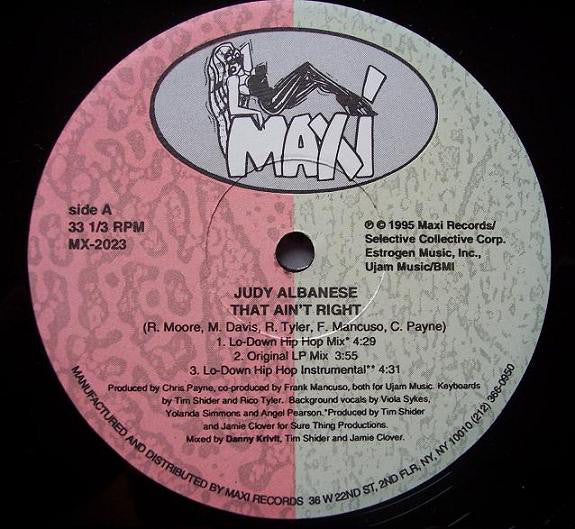 MAXI!
side A
33 1/3 RPM
MX-2023
℗ © 1995 Maxi Records/
Selective Collective Corp.
Estrogen Music, Inc.,
Ujam Music/BMI
JUDY ALBANESE
THAT AIN'T RIGHT
(R. Moore, M. Davis, R. Tyler, F. Mancuso, C. Payne)
1. Lo-Down Hip Hop Mix* 4:29
2. Original LP Mix 3:55
3. Lo-Down Hip Hop Instrumental** 4:31
Produced by Chris Payne, co-produced by Frank Mancuso, both for Ujam Music. Keyboards
by Tim Shider and Rico Tyler. Background vocals by Viola Sykes,
Yolanda Simmons and Angel Pearson.*Produced by Tim Shider
and Jamie Clover for Sure Thing Productions.
Mixed by Danny Krivit, Tim Shider and Jamie Clover.
MANUFACTURED AND DISTRIBUTED BY MAXI RECORDS 36 W 22ND ST, 2ND FLR, NY, NY 10010 (212) 366-0950